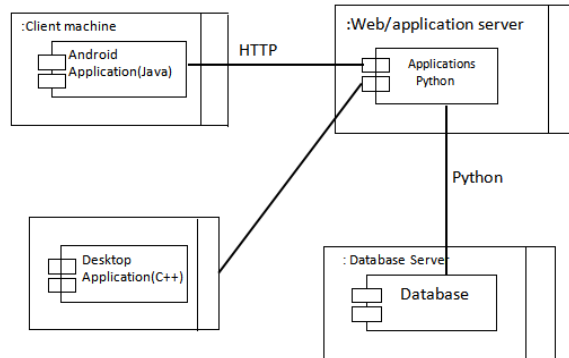 :Client machine
Android
Application(Java)
HTTP
:Web/application server
Applications
Python
Python
Desktop
Application(C++)
: Database Server
Database